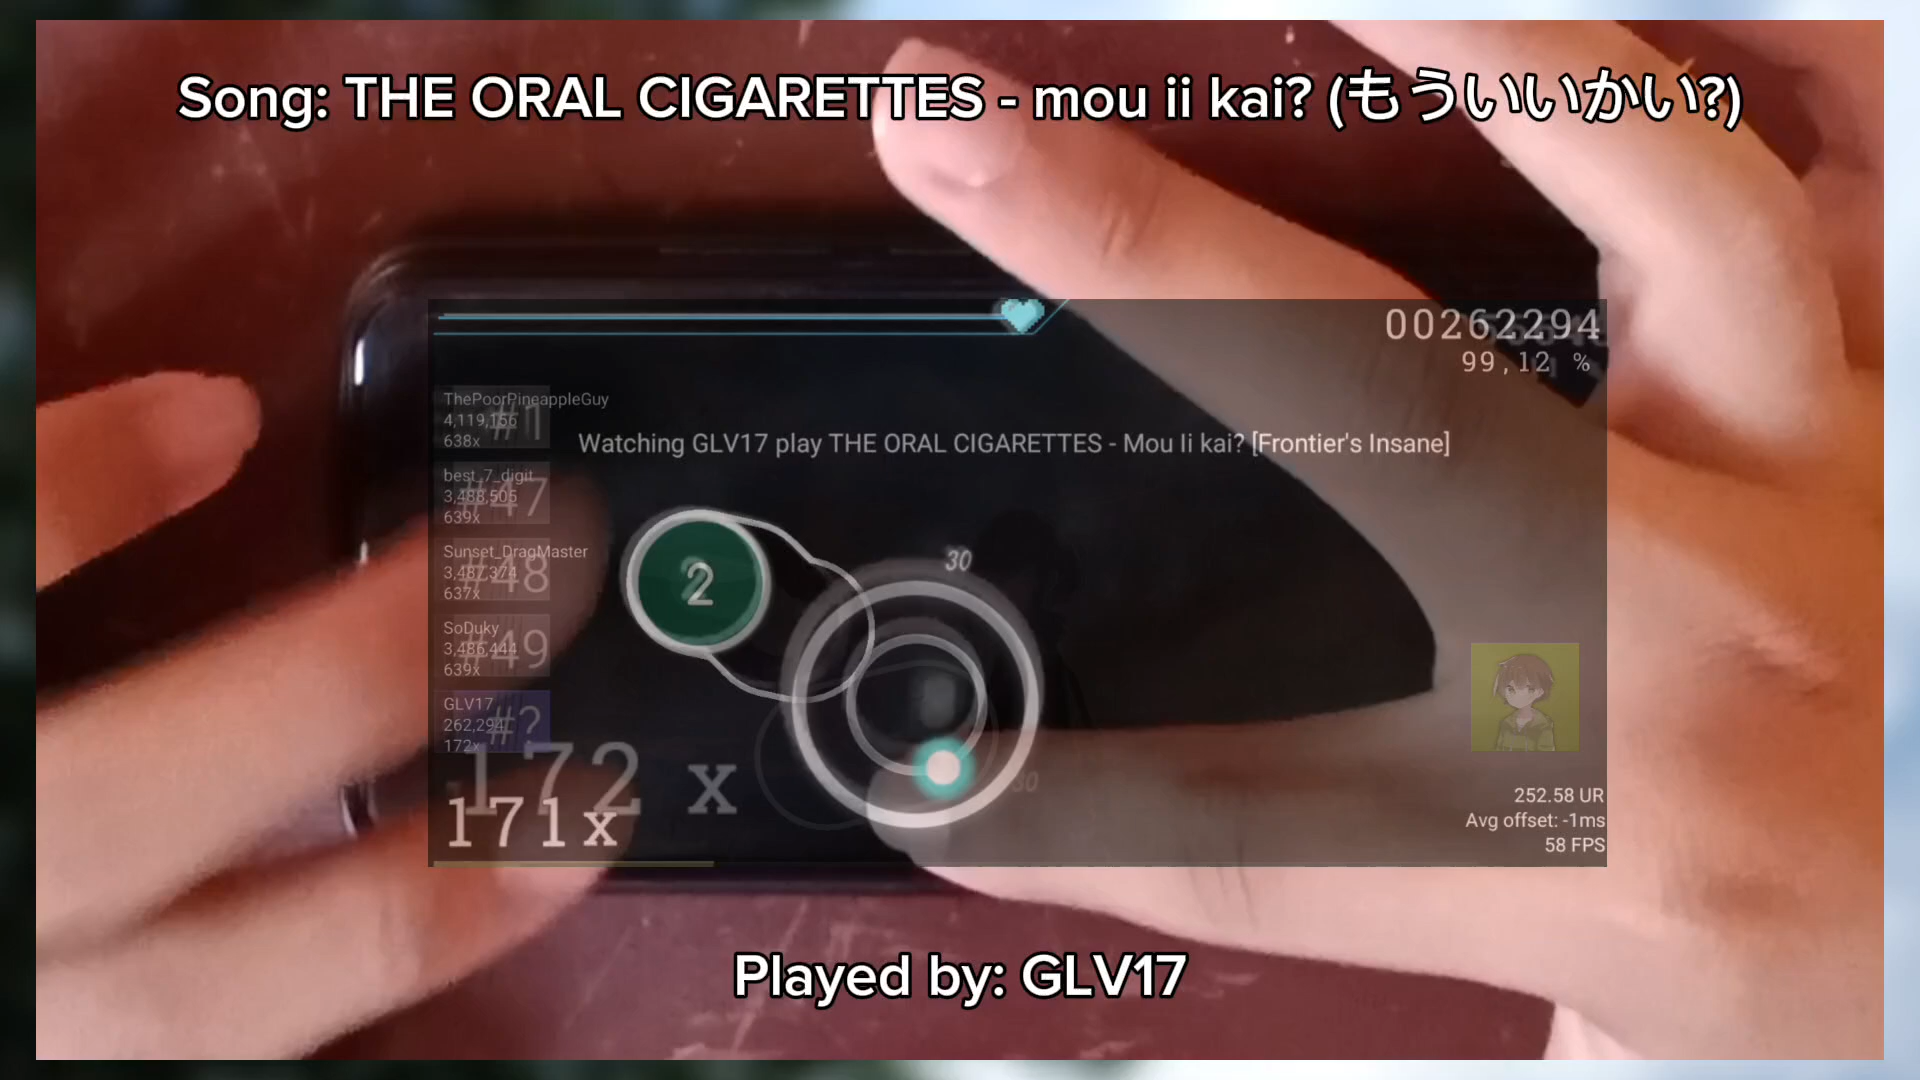 Song: THE ORAL CIGARETTES - mou ii kai? (もういいかい?)
00262294
99,12 %
ThePoorPineappleGuy
4,119,156
638x
#1
Watching GLV17 play THE ORAL CIGARETTES - Mou Ii kai? [Frontier's Insane]
best_7_digit
3,488,505
639x
#47
Sunset_DragMaster
3,487,374
637x
#48
SoDuky
3,486,444
639x
#49
GLV17
262,294
172x
#?
2
30
30
172 x
171x
252.58 UR
Avg offset: -1ms
58 FPS
Played by: GLV17